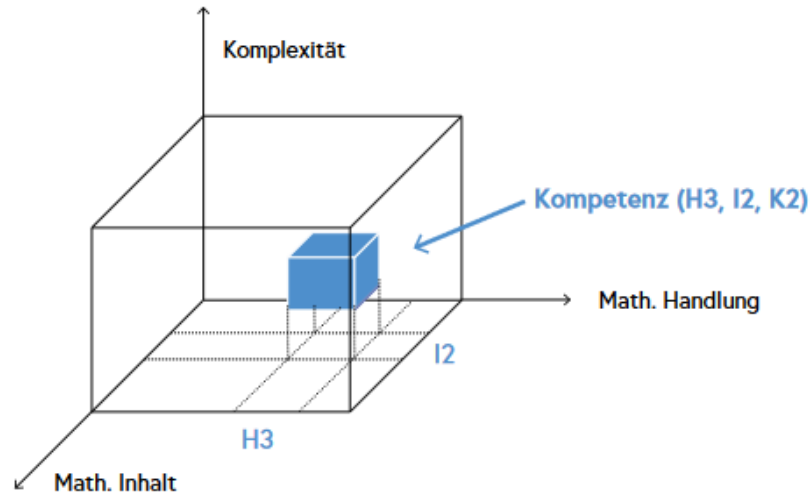 Komplexität
Kompetenz (H3, I2, K2)
Math. Handlung
I2
H3
Math. Inhalt